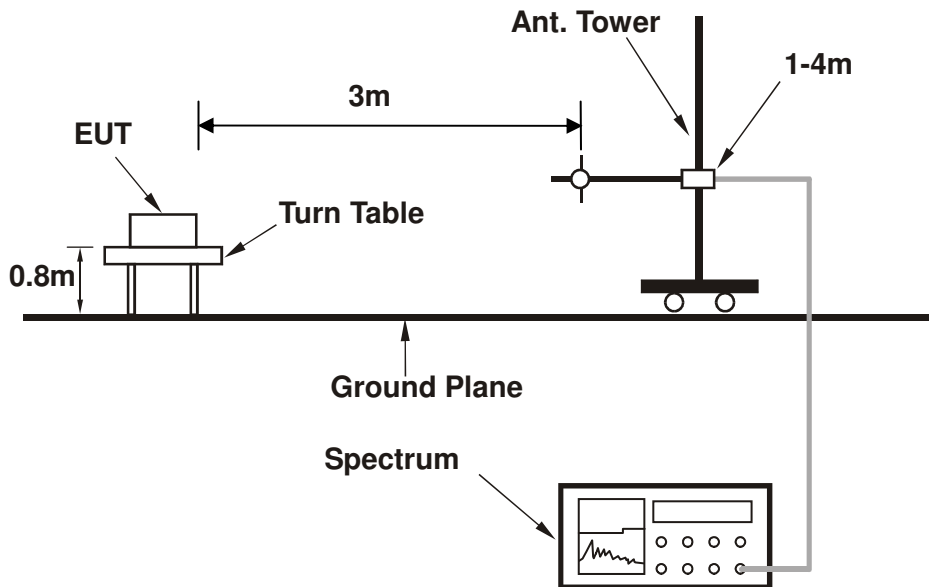 Ant. Tower
1-4m
3m
EUT
Turn Table
0.8m
Ground Plane
Spectrum